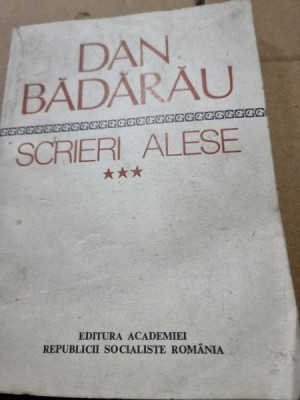 DAN
BĂDĂRĂU
SCRIERI ALESE
★★★
EDITURA ACADEMIEI
REPUBLICII SOCIALISTE ROMÂNIA